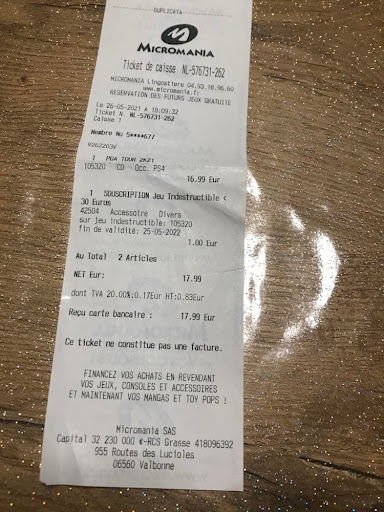 DUPLICATA
MICROMANIA
Ticket de caisse NL-576731-262
MICROMANIA Lingostiere 04.93.18.96.60
www.micromania.fr
RESERVATION DES FUTURS JEUX GRATUITE
Le 26-05-2021 A 18:09:32
Ticket N. NL-576731-262
Caisse 1
Membre Nu 5****677
V262203V
1 PGA TOUR 2K21
105320 CD Occ. PS4
16.99 Eur
1 SOUSCRIPTION Jeu Indestructible <
30 Euros
42504 Accessoire Divers
sur jeu indestructible: 105320
fin de validité: 25-05-2022
1.00 Eur
Au Total 2 Articles
NET Eur: 17.99
dont TVA 20.00%:0.17Eur HT:0.83Eur
Reçu carte bancaire : 17.99 Eur
Ce ticket ne constitue pas une facture.
FINANCEZ VOS ACHATS EN REVENDANT
VOS JEUX, CONSOLES ET ACCESSOIRES
ET MAINTENANT VOS MANGAS ET TOY POPS !
Micromania SAS
Capital 32 230 000 €-RCS Grasse 418096392
955 Routes des Lucioles
06560 Valbonne